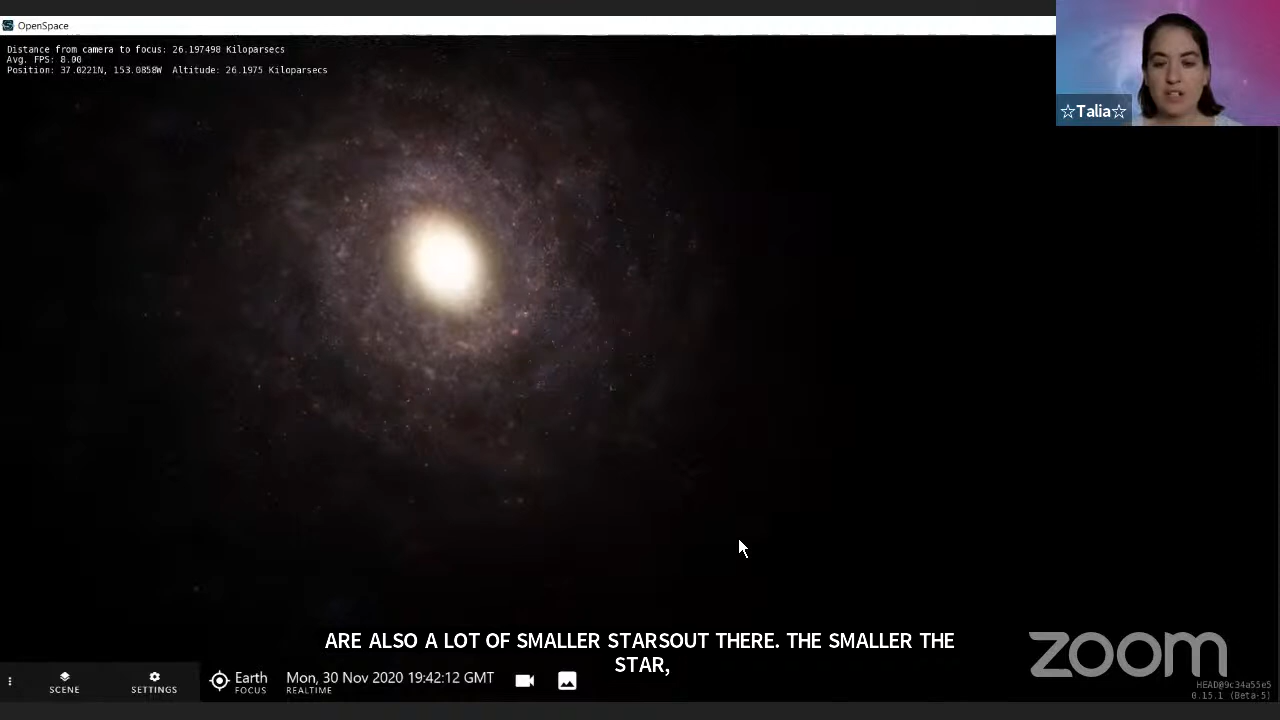 OpenSpace
Distance from camera to focus: 26.197498 Kiloparsecs
Avg. FPS: 8.00
Position: 37.0221N, 153.0858W  Altitude: 26.1975 Kiloparsecs
☆Talia☆
ARE ALSO A LOT OF SMALLER STARSOUT THERE. THE SMALLER THE
STAR,
zoom
SCENE
SETTINGS
Earth
FOCUS
Mon, 30 Nov 2020 19:42:12 GMT
REALTIME
HEAD@9c34a55e5
0.15.1 (Beta-5)